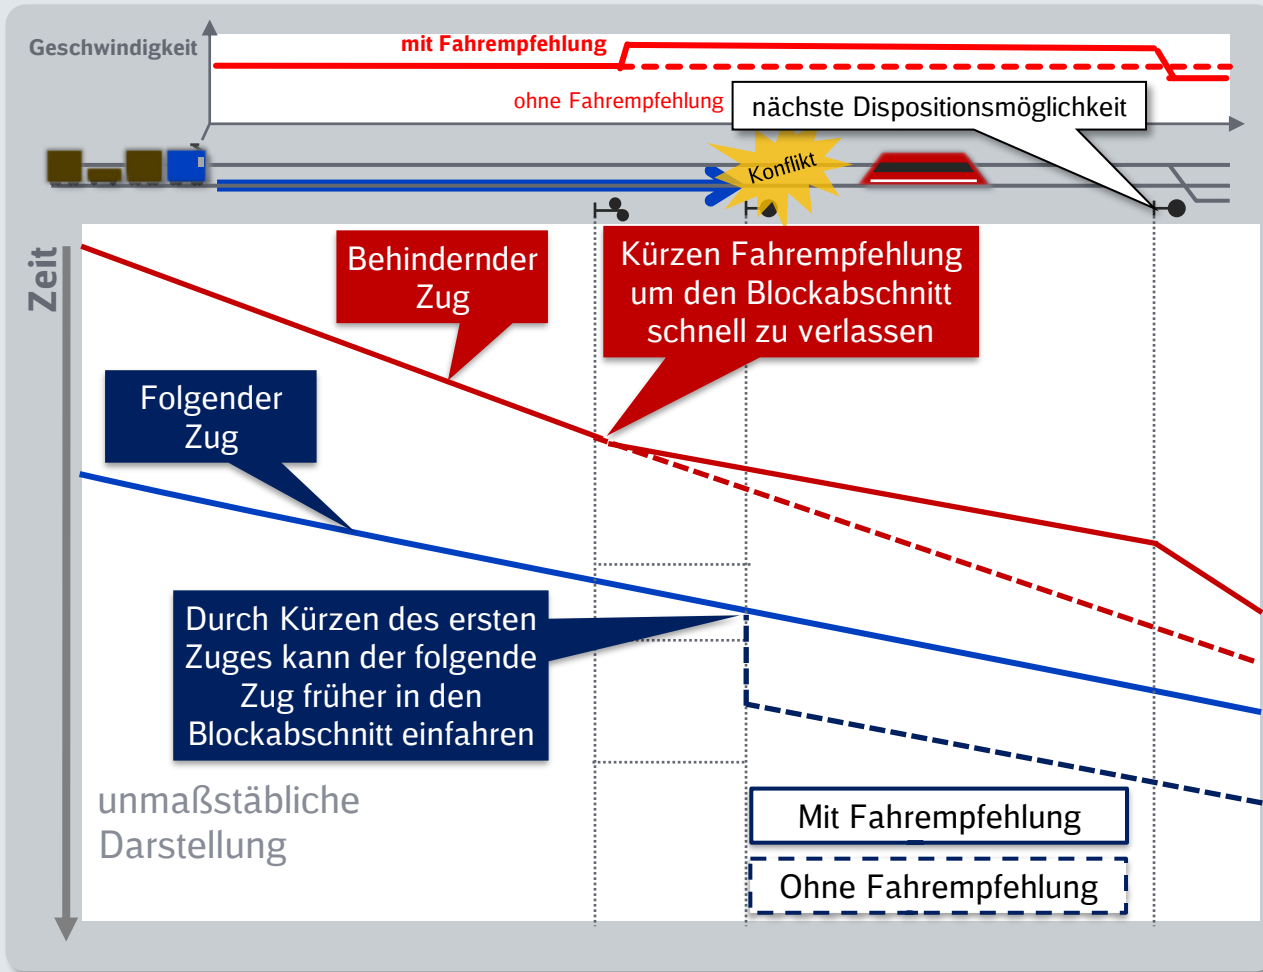 Geschwindigkeit
mit Fahrempfehlung
ohne Fahrempfehlung
nächste Dispositionsmöglichkeit
Konflikt
Zeit
Behindernder
Zug
Kürzen Fahrempfehlung
um den Blockabschnitt
schnell zu verlassen
Folgender
Zug
Durch Kürzen des ersten
Zuges kann der folgende
Zug früher in den
Blockabschnitt einfahren
unmaßstäbliche
Darstellung
Mit Fahrempfehlung
Ohne Fahrempfehlung